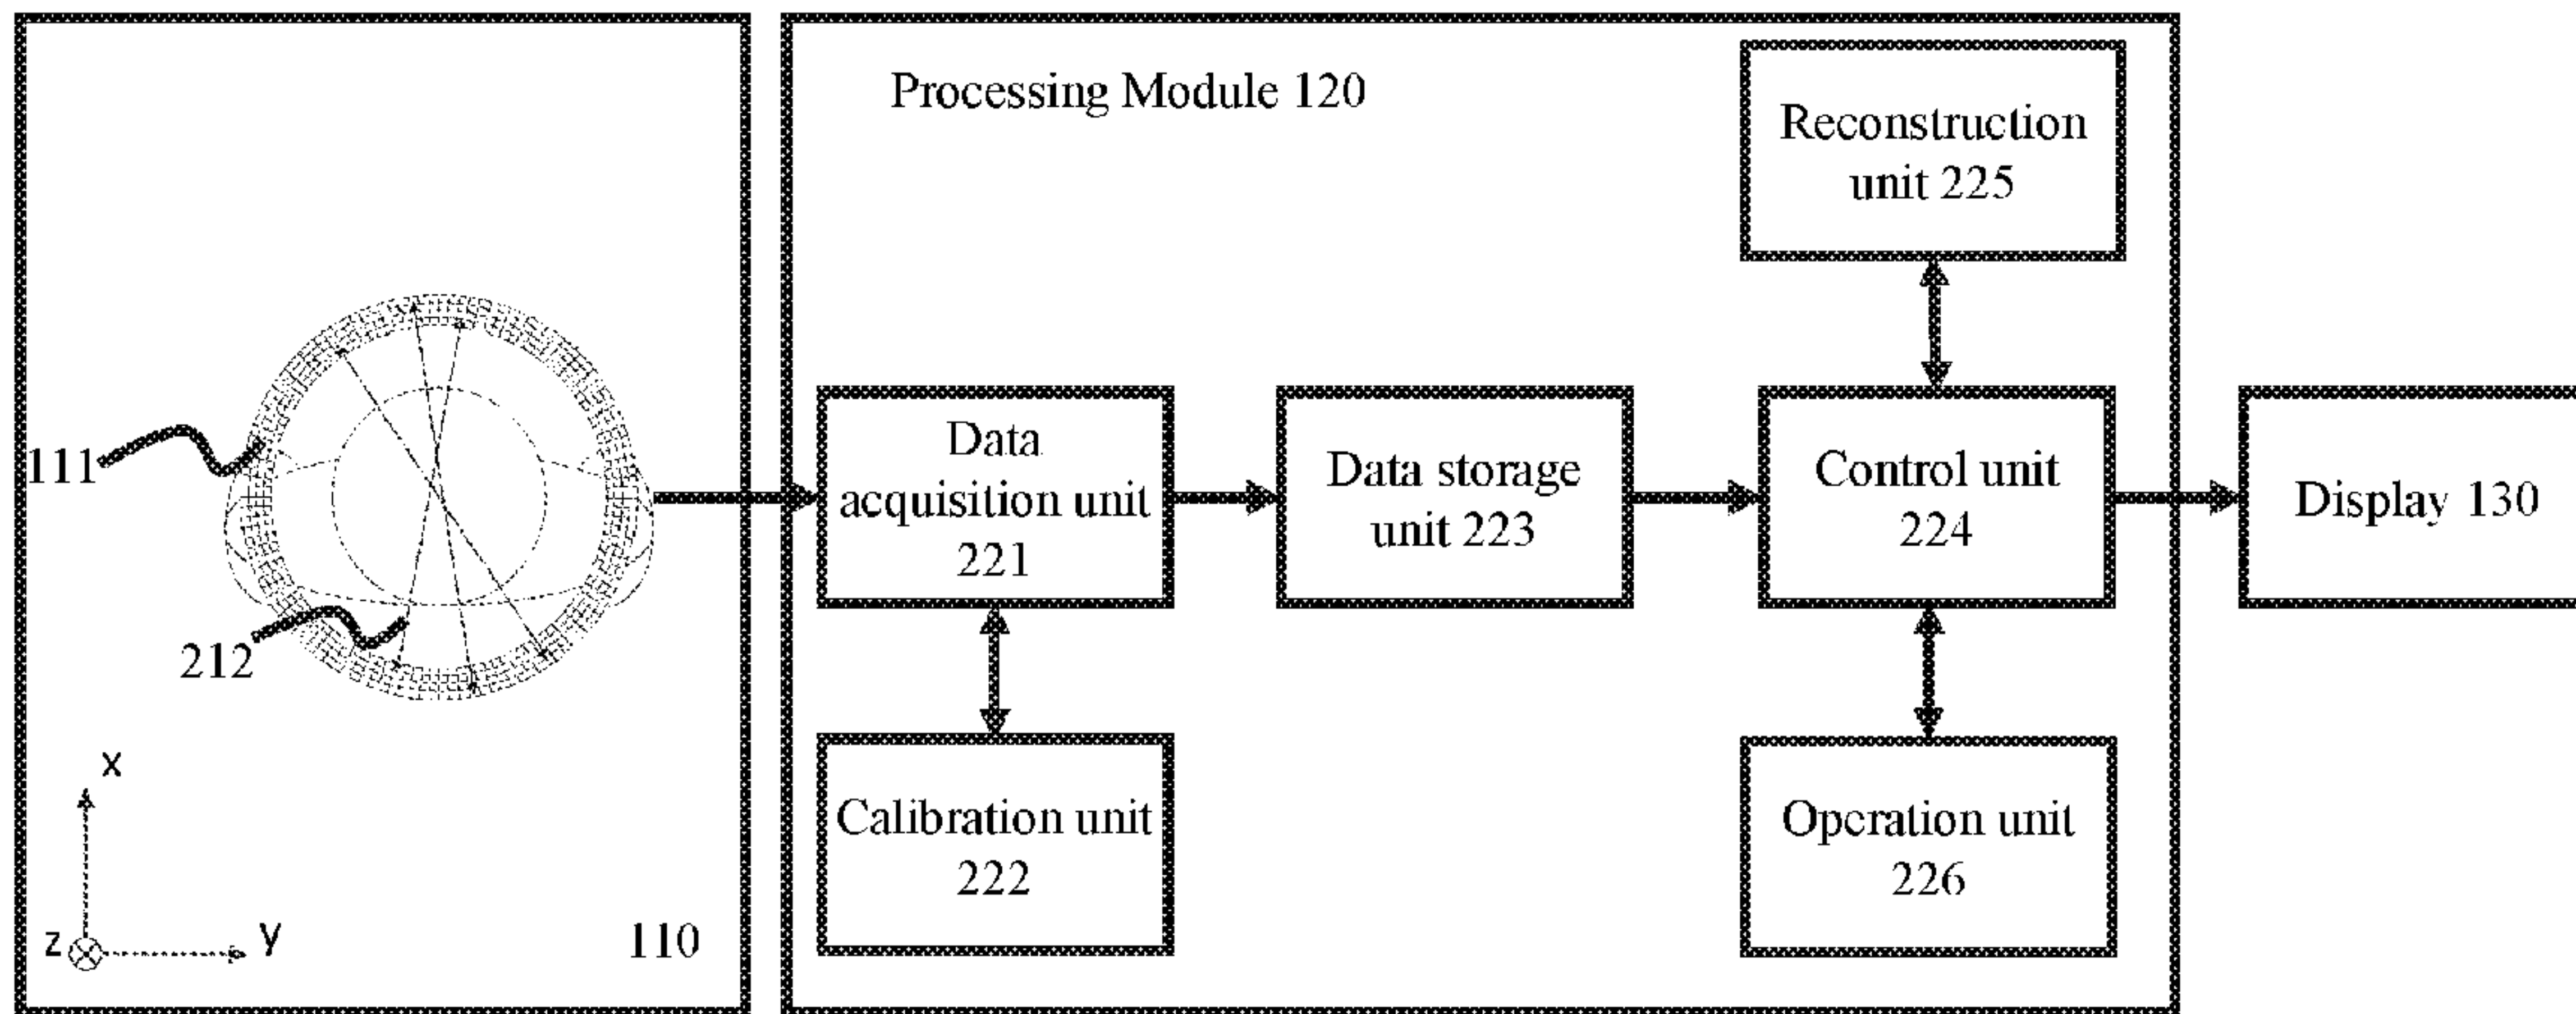 111
212
x
z
y
110
Processing Module 120
Reconstruction
unit 225
Data
acquisition unit
221
Data storage
unit 223
Control unit
224
Display 130
Calibration unit
222
Operation unit
226